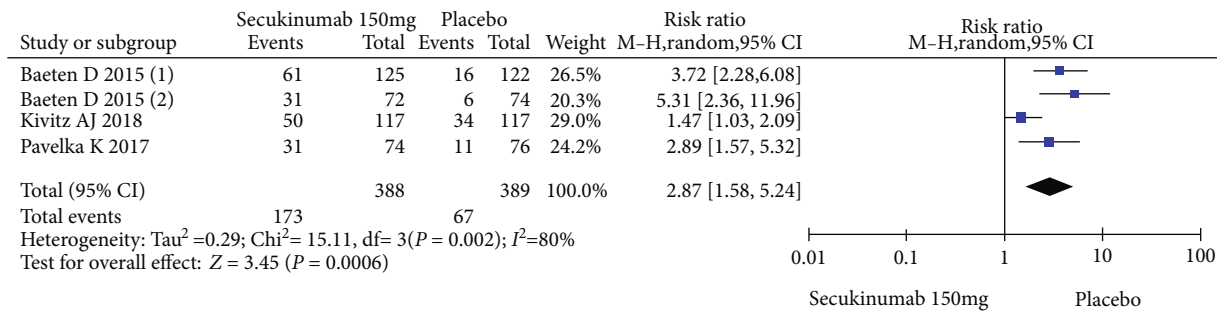 Secukinumab 150mg Placebo Risk ratio Risk ratio
Study or subgroup Events Total Events Total Weight M–H,random,95% CI M–H,random,95% CI
Baeten D 2015 (1) 61 125 16 122 26.5% 3.72 [2.28,6.08]
Baeten D 2015 (2) 31 72 6 74 20.3% 5.31 [2.36, 11.96]
Kivitz AJ 2018 50 117 34 117 29.0% 1.47 [1.03, 2.09]
Pavelka K 2017 31 74 11 76 24.2% 2.89 [1.57, 5.32]
Total (95% CI) 388 389 100.0% 2.87 [1.58, 5.24]
Total events 173 67
Heterogeneity: Tau² =0.29; Chi²= 15.11, df= 3(P = 0.002); I²=80%
Test for overall effect: Z = 3.45 (P = 0.0006)
0.01 0.1 1 10 100
Secukinumab 150mg Placebo